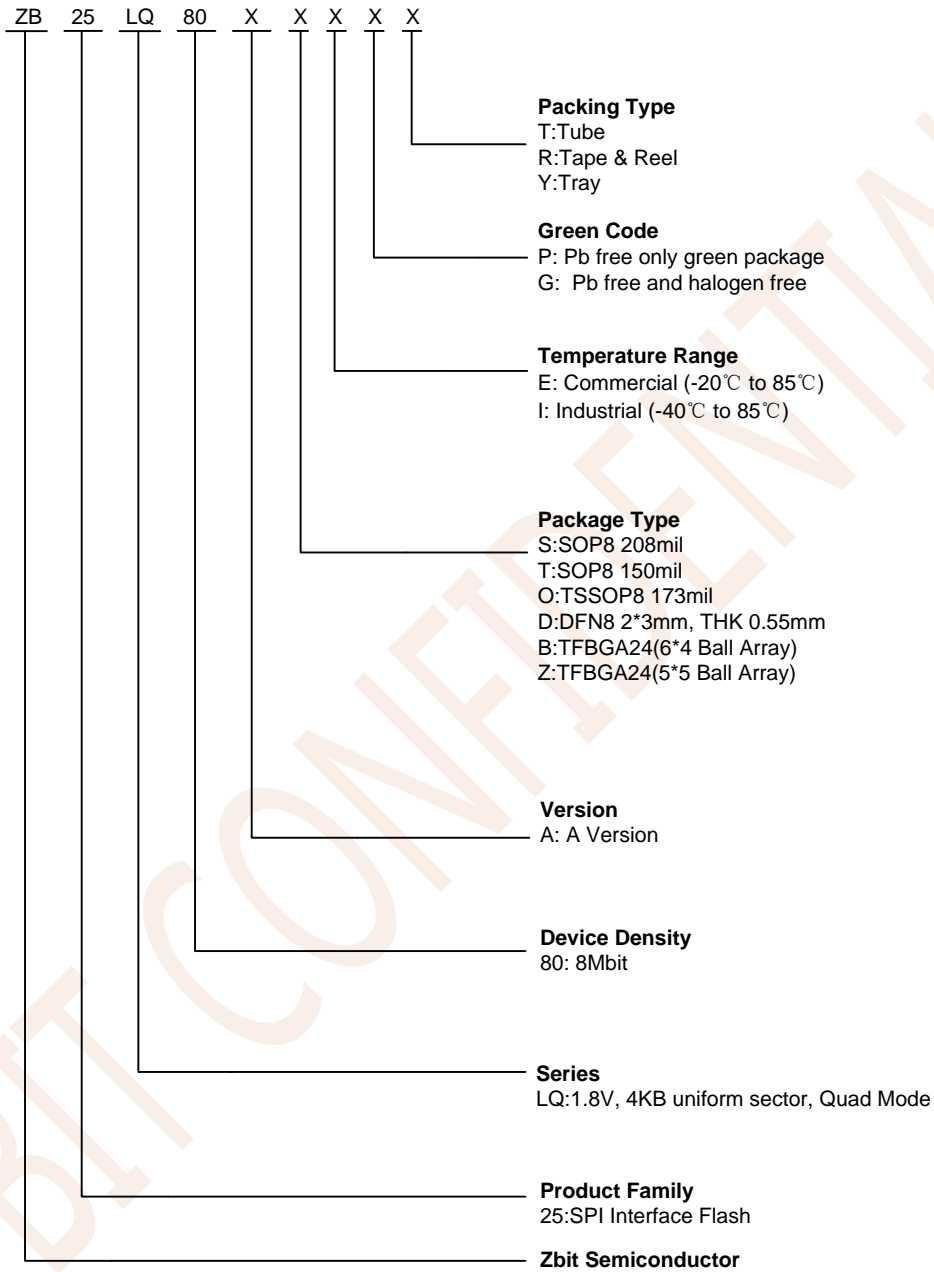 ZB 25 LQ 80 X X X X X
Packing Type
T:Tube
R:Tape & Reel
Y:Tray
Green Code
P: Pb free only green package
G: Pb free and halogen free
Temperature Range
E: Commercial (-20℃ to 85℃)
I: Industrial (-40℃ to 85℃)
Package Type
S:SOP8 208mil
T:SOP8 150mil
O:TSSOP8 173mil
D:DFN8 2*3mm, THK 0.55mm
B:TFBGA24(6*4 Ball Array)
Z:TFBGA24(5*5 Ball Array)
Version
A: A Version
Device Density
80: 8Mbit
Series
LQ:1.8V, 4KB uniform sector, Quad Mode
Product Family
25:SPI Interface Flash
Zbit Semiconductor
BIT CONFIDENTIA